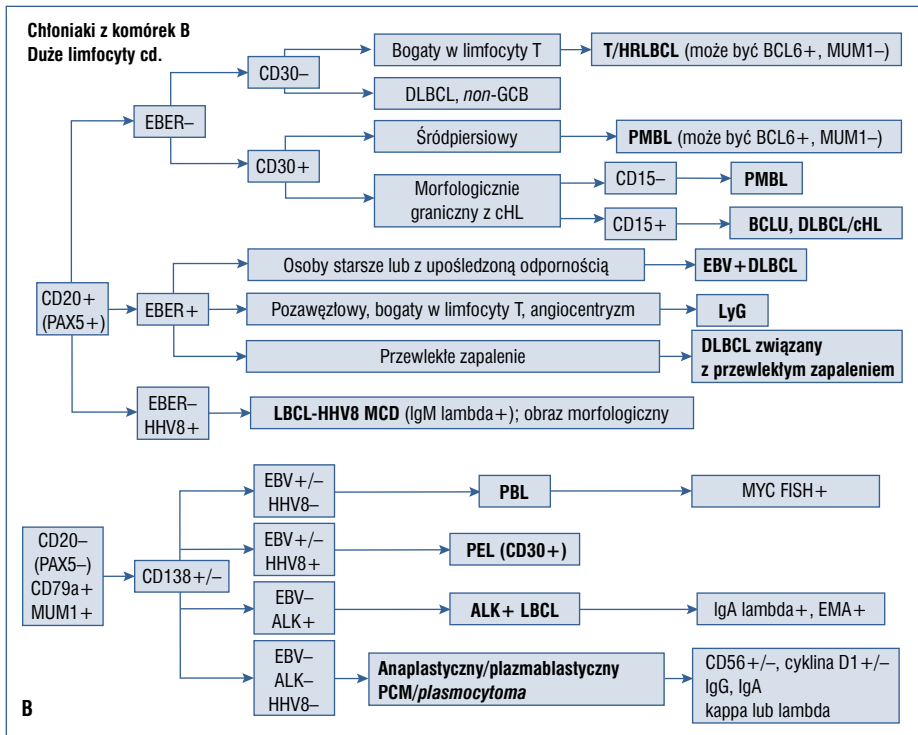 Chłoniaki z komórek B
Duże limfocyty cd.
CD20+
(PAX5+)
EBER–
CD30–
Bogaty w limfocyty T
T/HRLBCL (może być BCL6+, MUM1–)
DLBCL, non-GCB
CD30+
Śródpiersiowy
PMBL (może być BCL6+, MUM1–)
Morfologicznie
graniczny z cHL
CD15–
PMBL
CD15+
BCLU, DLBCL/cHL
EBER+
Osoby starsze lub z upośledzoną odpornością
EBV+DLBCL
Pozawęzłowy, bogaty w limfocyty T, angiocentryzm
LyG
Przewlekłe zapalenie
DLBCL związany
z przewlekłym zapaleniem
EBER–
HHV8+
LBCL-HHV8 MCD (IgM lambda+); obraz morfologiczny
CD20–
(PAX5–)
CD79a+
MUM1+
CD138+/–
EBV+/–
HHV8–
PBL
MYC FISH+
EBV+/–
HHV8+
PEL (CD30+)
EBV–
ALK+
ALK+ LBCL
IgA lambda+, EMA+
EBV–
ALK–
HHV8–
Anaplastyczny/plazmablastyczny
PCM/plasmocytoma
CD56+/–, cyklina D1+/–
IgG, IgA
kappa lub lambda
B